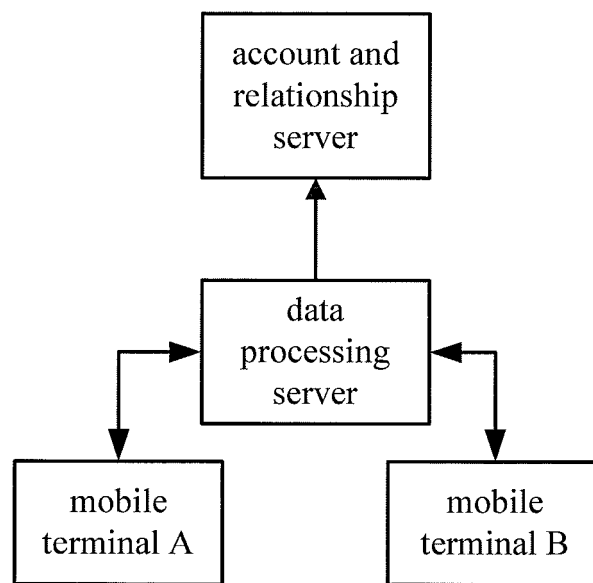 account and
relationship
server
data
processing
server
mobile
terminal A
mobile
terminal B